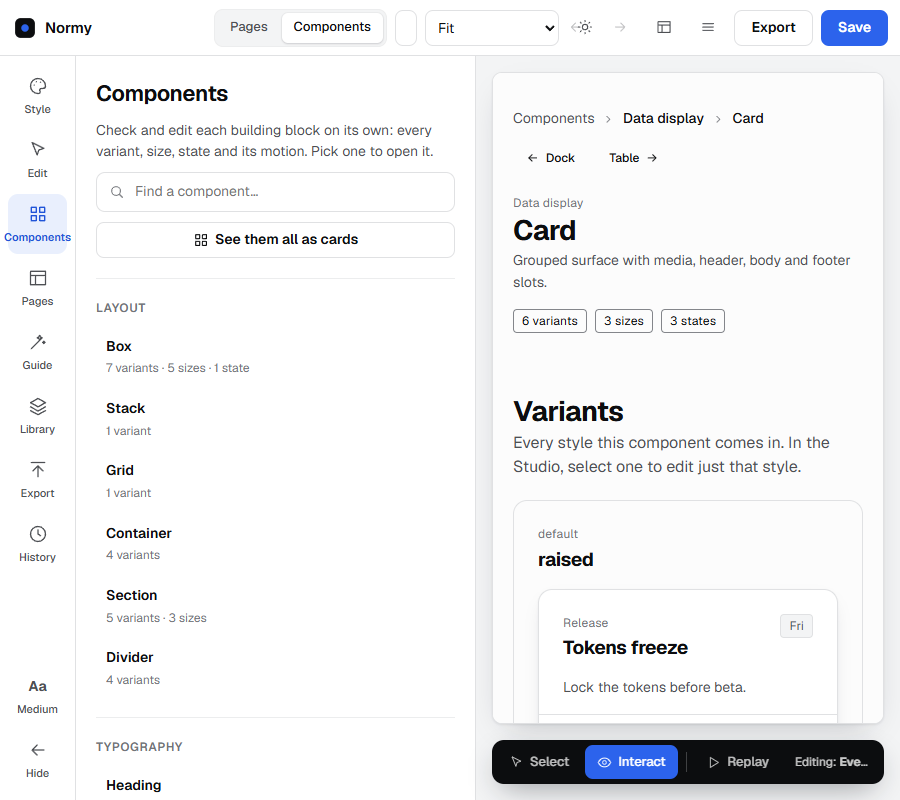 Normy
Pages
Components
Fit
Export
Save
Style
Edit
Components
Pages
Guide
Library
Export
History
Aa
Medium
Hide
Components
Check and edit each building block on its own: every
variant, size, state and its motion. Pick one to open it.
Find a component...
See them all as cards
LAYOUT
Box
7 variants · 5 sizes · 1 state
Stack
1 variant
Grid
1 variant
Container
4 variants
Section
5 variants · 3 sizes
Divider
4 variants
TYPOGRAPHY
Heading
Components › Data display › Card
← Dock
Table →
Data display
Card
Grouped surface with media, header, body and footer
slots.
6 variants
3 sizes
3 states
Variants
Every style this component comes in. In the
Studio, select one to edit just that style.
default
raised
Release
Fri
Tokens freeze
Lock the tokens before beta.
Select
Interact
Replay
Editing: Eve...